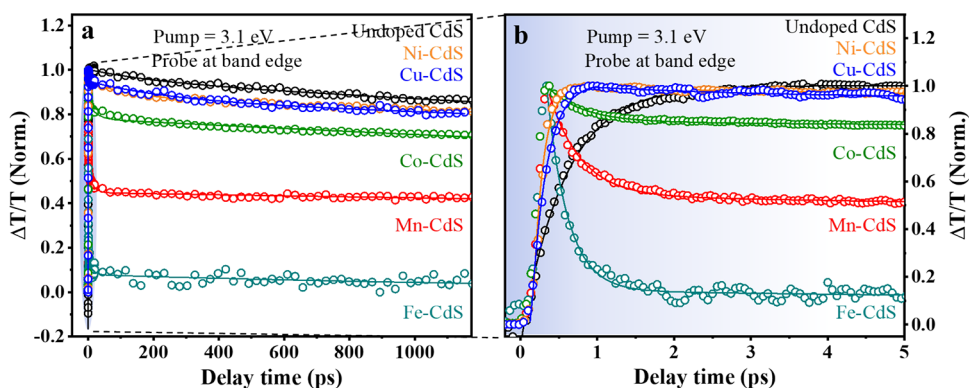 a
Pump = 3.1 eV
Probe at band edge
Undoped CdS
Ni-CdS
Cu-CdS
Co-CdS
Mn-CdS
Fe-CdS
ΔT/T (Norm.)
1.2
1.0
0.8
0.6
0.4
0.2
0.0
-0.2
0 200 400 600 800 1000
Delay time (ps)
b
Pump = 3.1 eV
Probe at band edge
Undoped CdS
Ni-CdS
Cu-CdS
Co-CdS
Mn-CdS
Fe-CdS
1.2
1.0
0.8
0.6
0.4
0.2
0.0
ΔT/T (Norm.)
0 1 2 3 4 5
Delay time (ps)